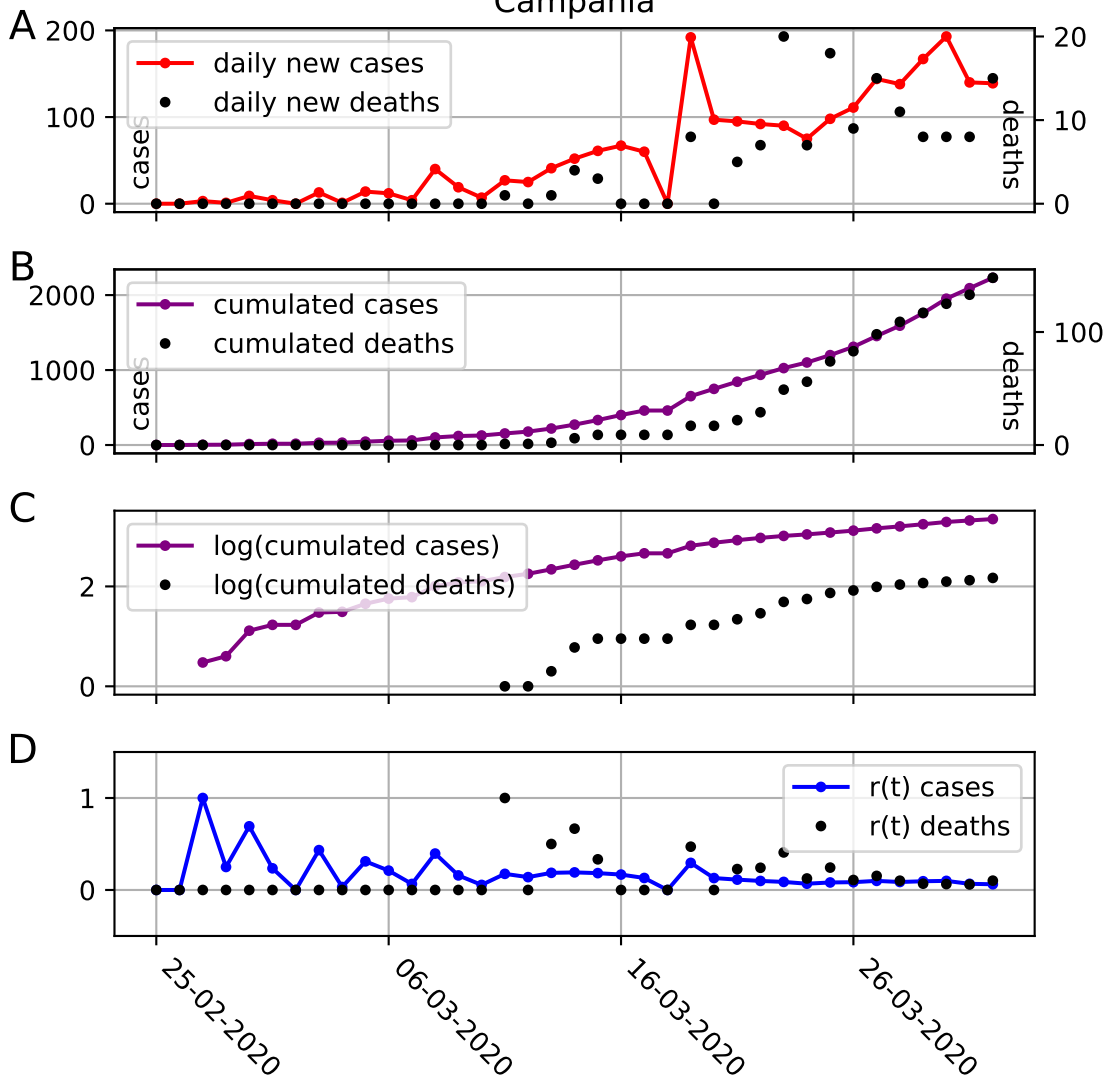 Campania
A
200
100
0
cases
daily new cases
daily new deaths
20
10
0
deaths
B
2000
1000
0
cases
cumulated cases
cumulated deaths
100
0
deaths
C
2
0
log(cumulated cases)
log(cumulated deaths)
D
1
0
r(t) cases
r(t) deaths
25-02-2020
06-03-2020
16-03-2020
26-03-2020